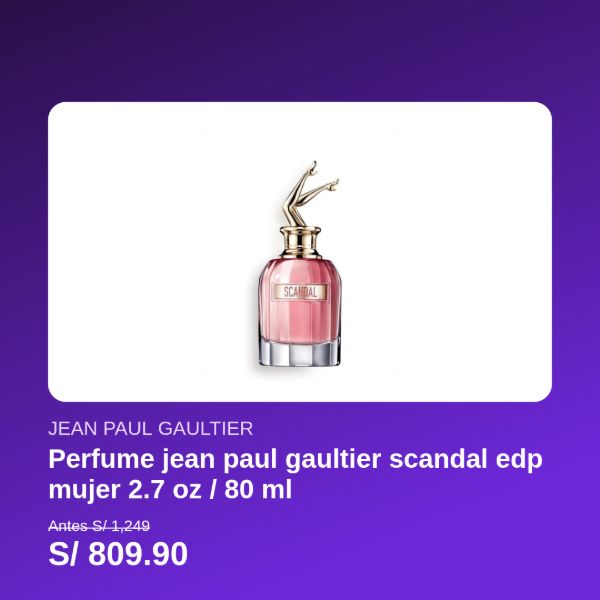 SCANDAL
JEAN PAUL GAULTIER
Perfume jean paul gaultier scandal edp
mujer 2.7 oz / 80 ml
Antes S/ 1,249
S/ 809.90